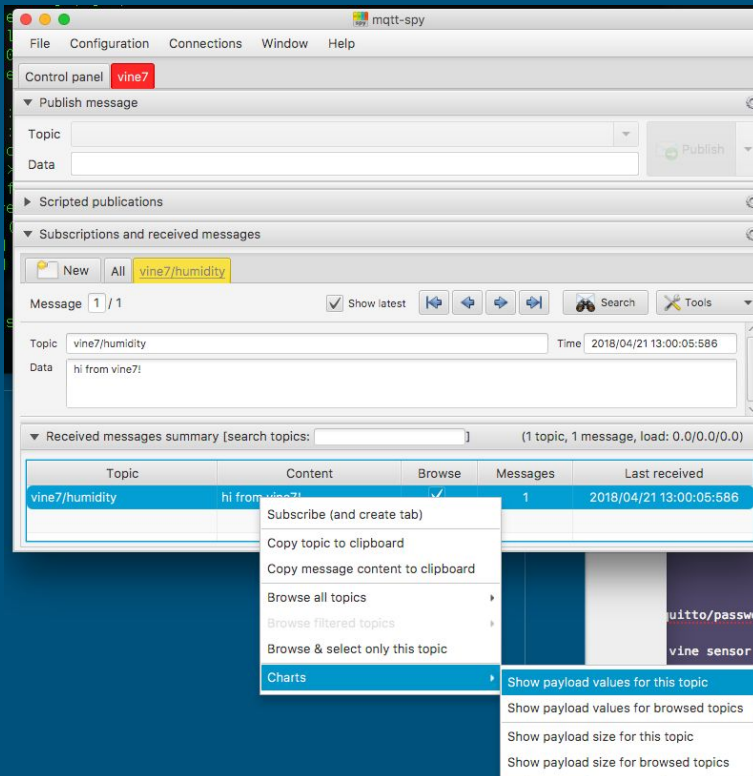 mqtt-spy
File Configuration Connections Window Help
Control panel vine7
Publish message
Topic
Publish
Data
Scripted publications
Subscriptions and received messages
New All vine7/humidity
Message 1 / 1 Show latest Search Tools
Topic vine7/humidity Time 2018/04/21 13:00:05:586
Data hi from vine7!
Received messages summary [search topics: ] (1 topic, 1 message, load: 0.0/0.0/0.0)
Topic Content Browse Messages Last received
vine7/humidity hi from vine7! 1 2018/04/21 13:00:05:586
Subscribe (and create tab)
Copy topic to clipboard
Copy message content to clipboard
Browse all topics
Browse filtered topics
Browse & select only this topic
Charts
uitto/passw
vine sensor
Show payload values for this topic
Show payload values for browsed topics
Show payload size for this topic
Show payload size for browsed topics